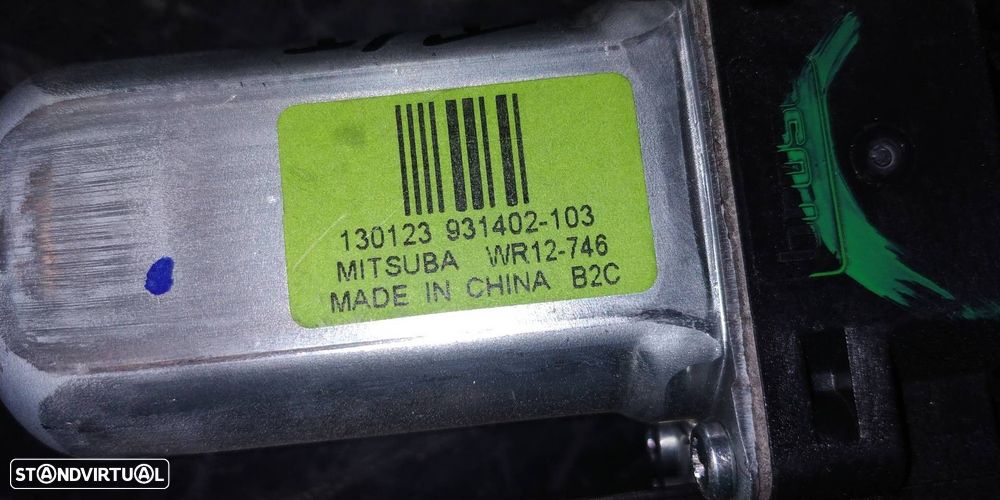 130123 931402-103
MITSUBA WR12-746
MADE IN CHINA B2C
STANDVIRTUAL